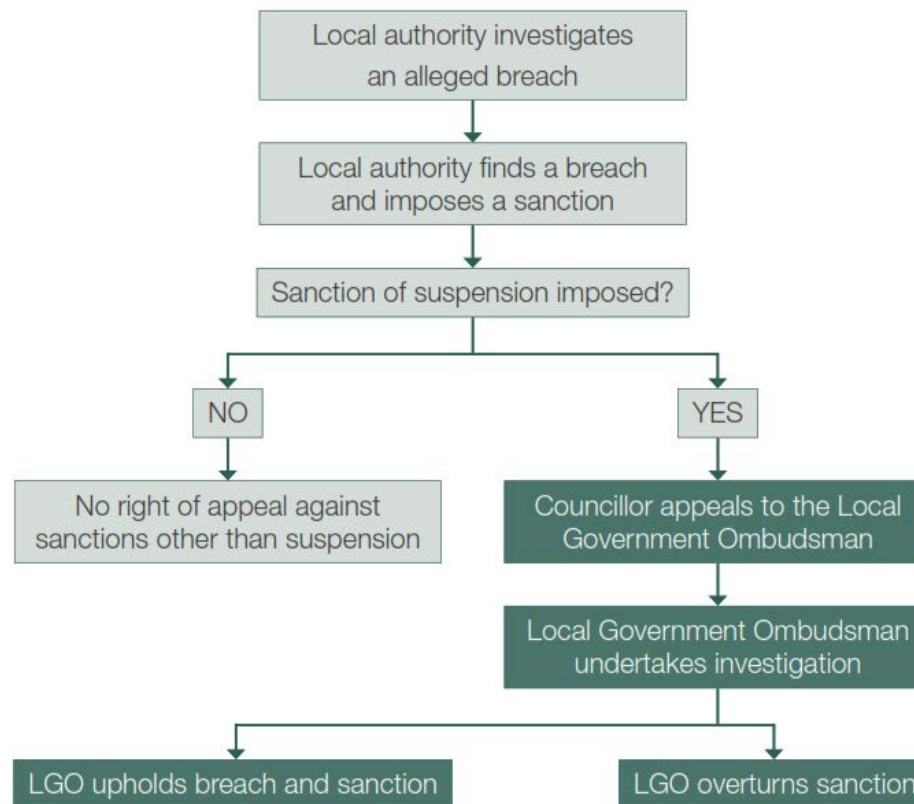 Local authority investigates
an alleged breach
Local authority finds a breach
and imposes a sanction
Sanction of suspension imposed?
NO
YES
No right of appeal against
sanctions other than suspension
Councillor appeals to the Local
Government Ombudsman
Local Government Ombudsman
undertakes investigation
LGO upholds breach and sanction
LGO overturns sanction